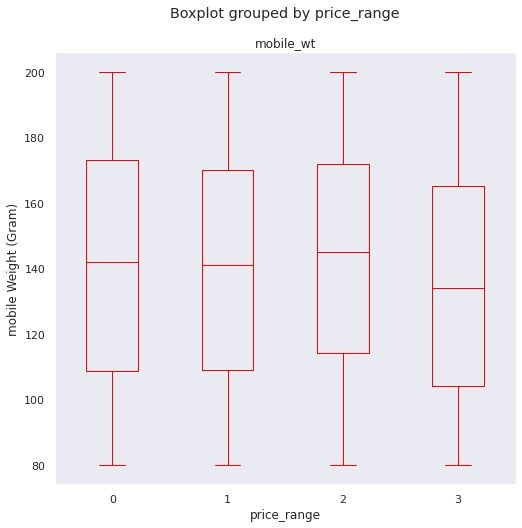 Boxplot grouped by price_range
mobile_wt
mobile Weight (Gram)
200
180
160
140
120
100
80
0 1 2 3
price_range